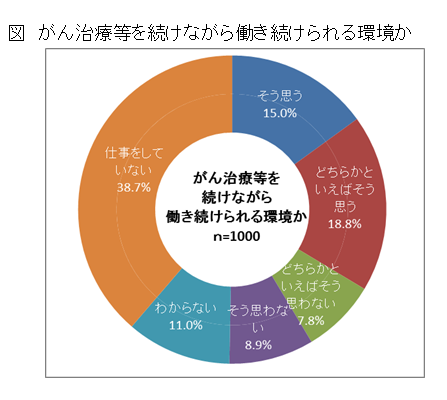 図 がん治療等を続けながら働き続けられる環境か
そう思う
15.0%
どちらかと
いえばそう
思う
18.8%
どちらかと
いえばそう
思わない
7.8%
そう思わな
い
8.9%
わからない
11.0%
仕事をして
いない
38.7%
がん治療等を
続けながら
働き続けられる環境か
n=1000